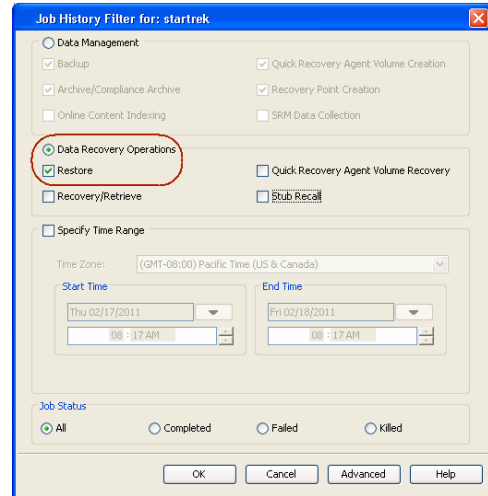 Job History Filter for: startrek
Data Management
Backup
Quick Recovery Agent Volume Creation
Archive/Compliance Archive
Recovery Point Creation
Online Content Indexing
SRM Data Collection
Data Recovery Operations
Restore
Quick Recovery Agent Volume Recovery
Recovery/Retrieve
Stub Recall
Specify Time Range
Time Zone: (GMT-08:00) Pacific Time (US & Canada)
Start Time
End Time
Thu 02/17/2011
Fri 02/18/2011
08 : 17 AM
08 : 17 AM
Job Status
All
Completed
Failed
Killed
OK
Cancel
Advanced
Help